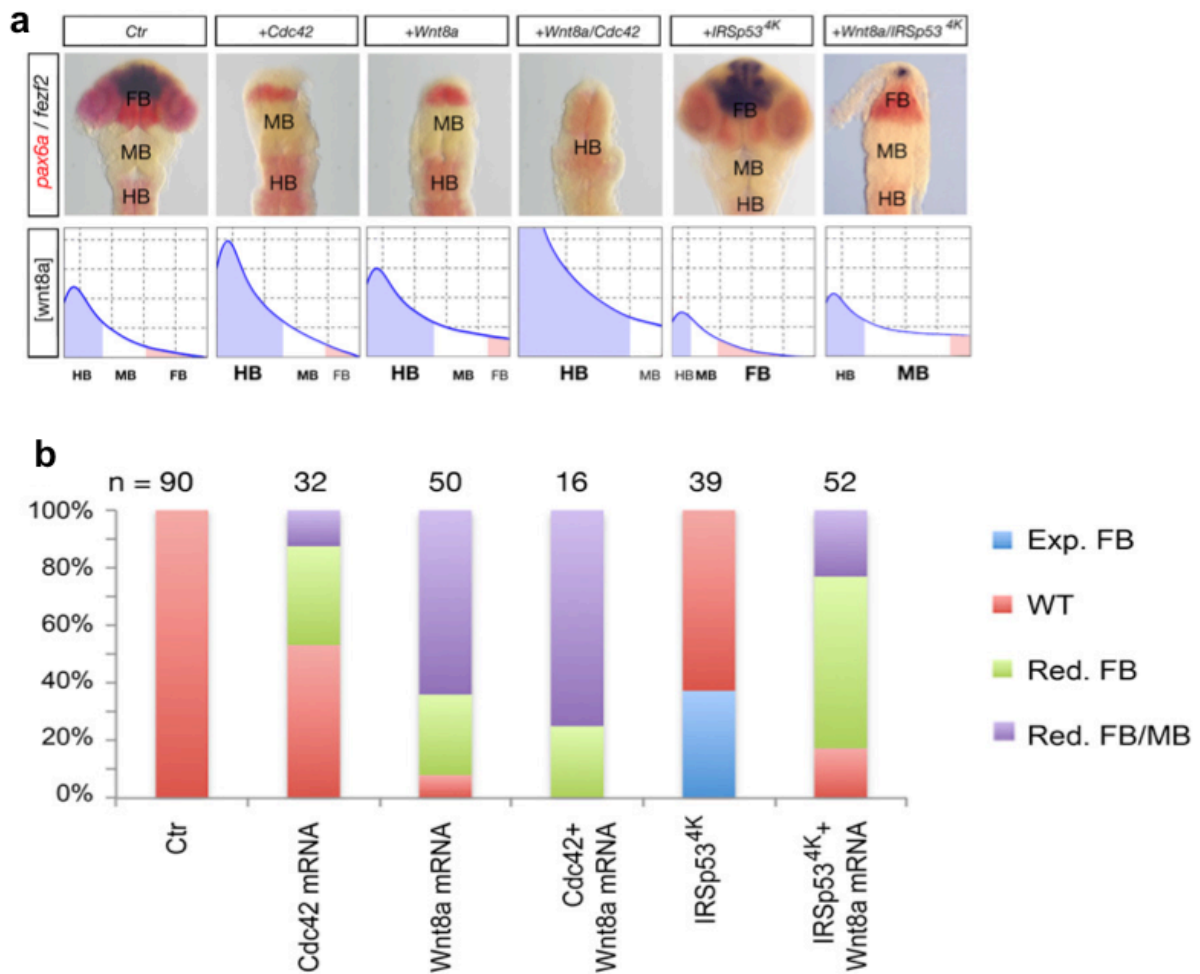 a
Ctr +Cdc42 +Wnt8a +Wnt8a/Cdc42 +IRSp53 4K +Wnt8a/IRSp53 4K
pax6a / fezf2
FB MB HB
MB HB
MB HB
HB
FB MB HB
FB MB HB
[wnt8a]
HB MB FB HB MB FB HB MB FB HB MB HB MB FB HB MB
b
n = 90 32 50 16 39 52
100%
80%
60%
40%
20%
0%
Exp. FB
WT
Red. FB
Red. FB/MB
Ctr
Cdc42 mRNA
Wnt8a mRNA
Cdc42+
Wnt8a mRNA
IRSp53 4K
IRSp53 4K+
Wnt8a mRNA